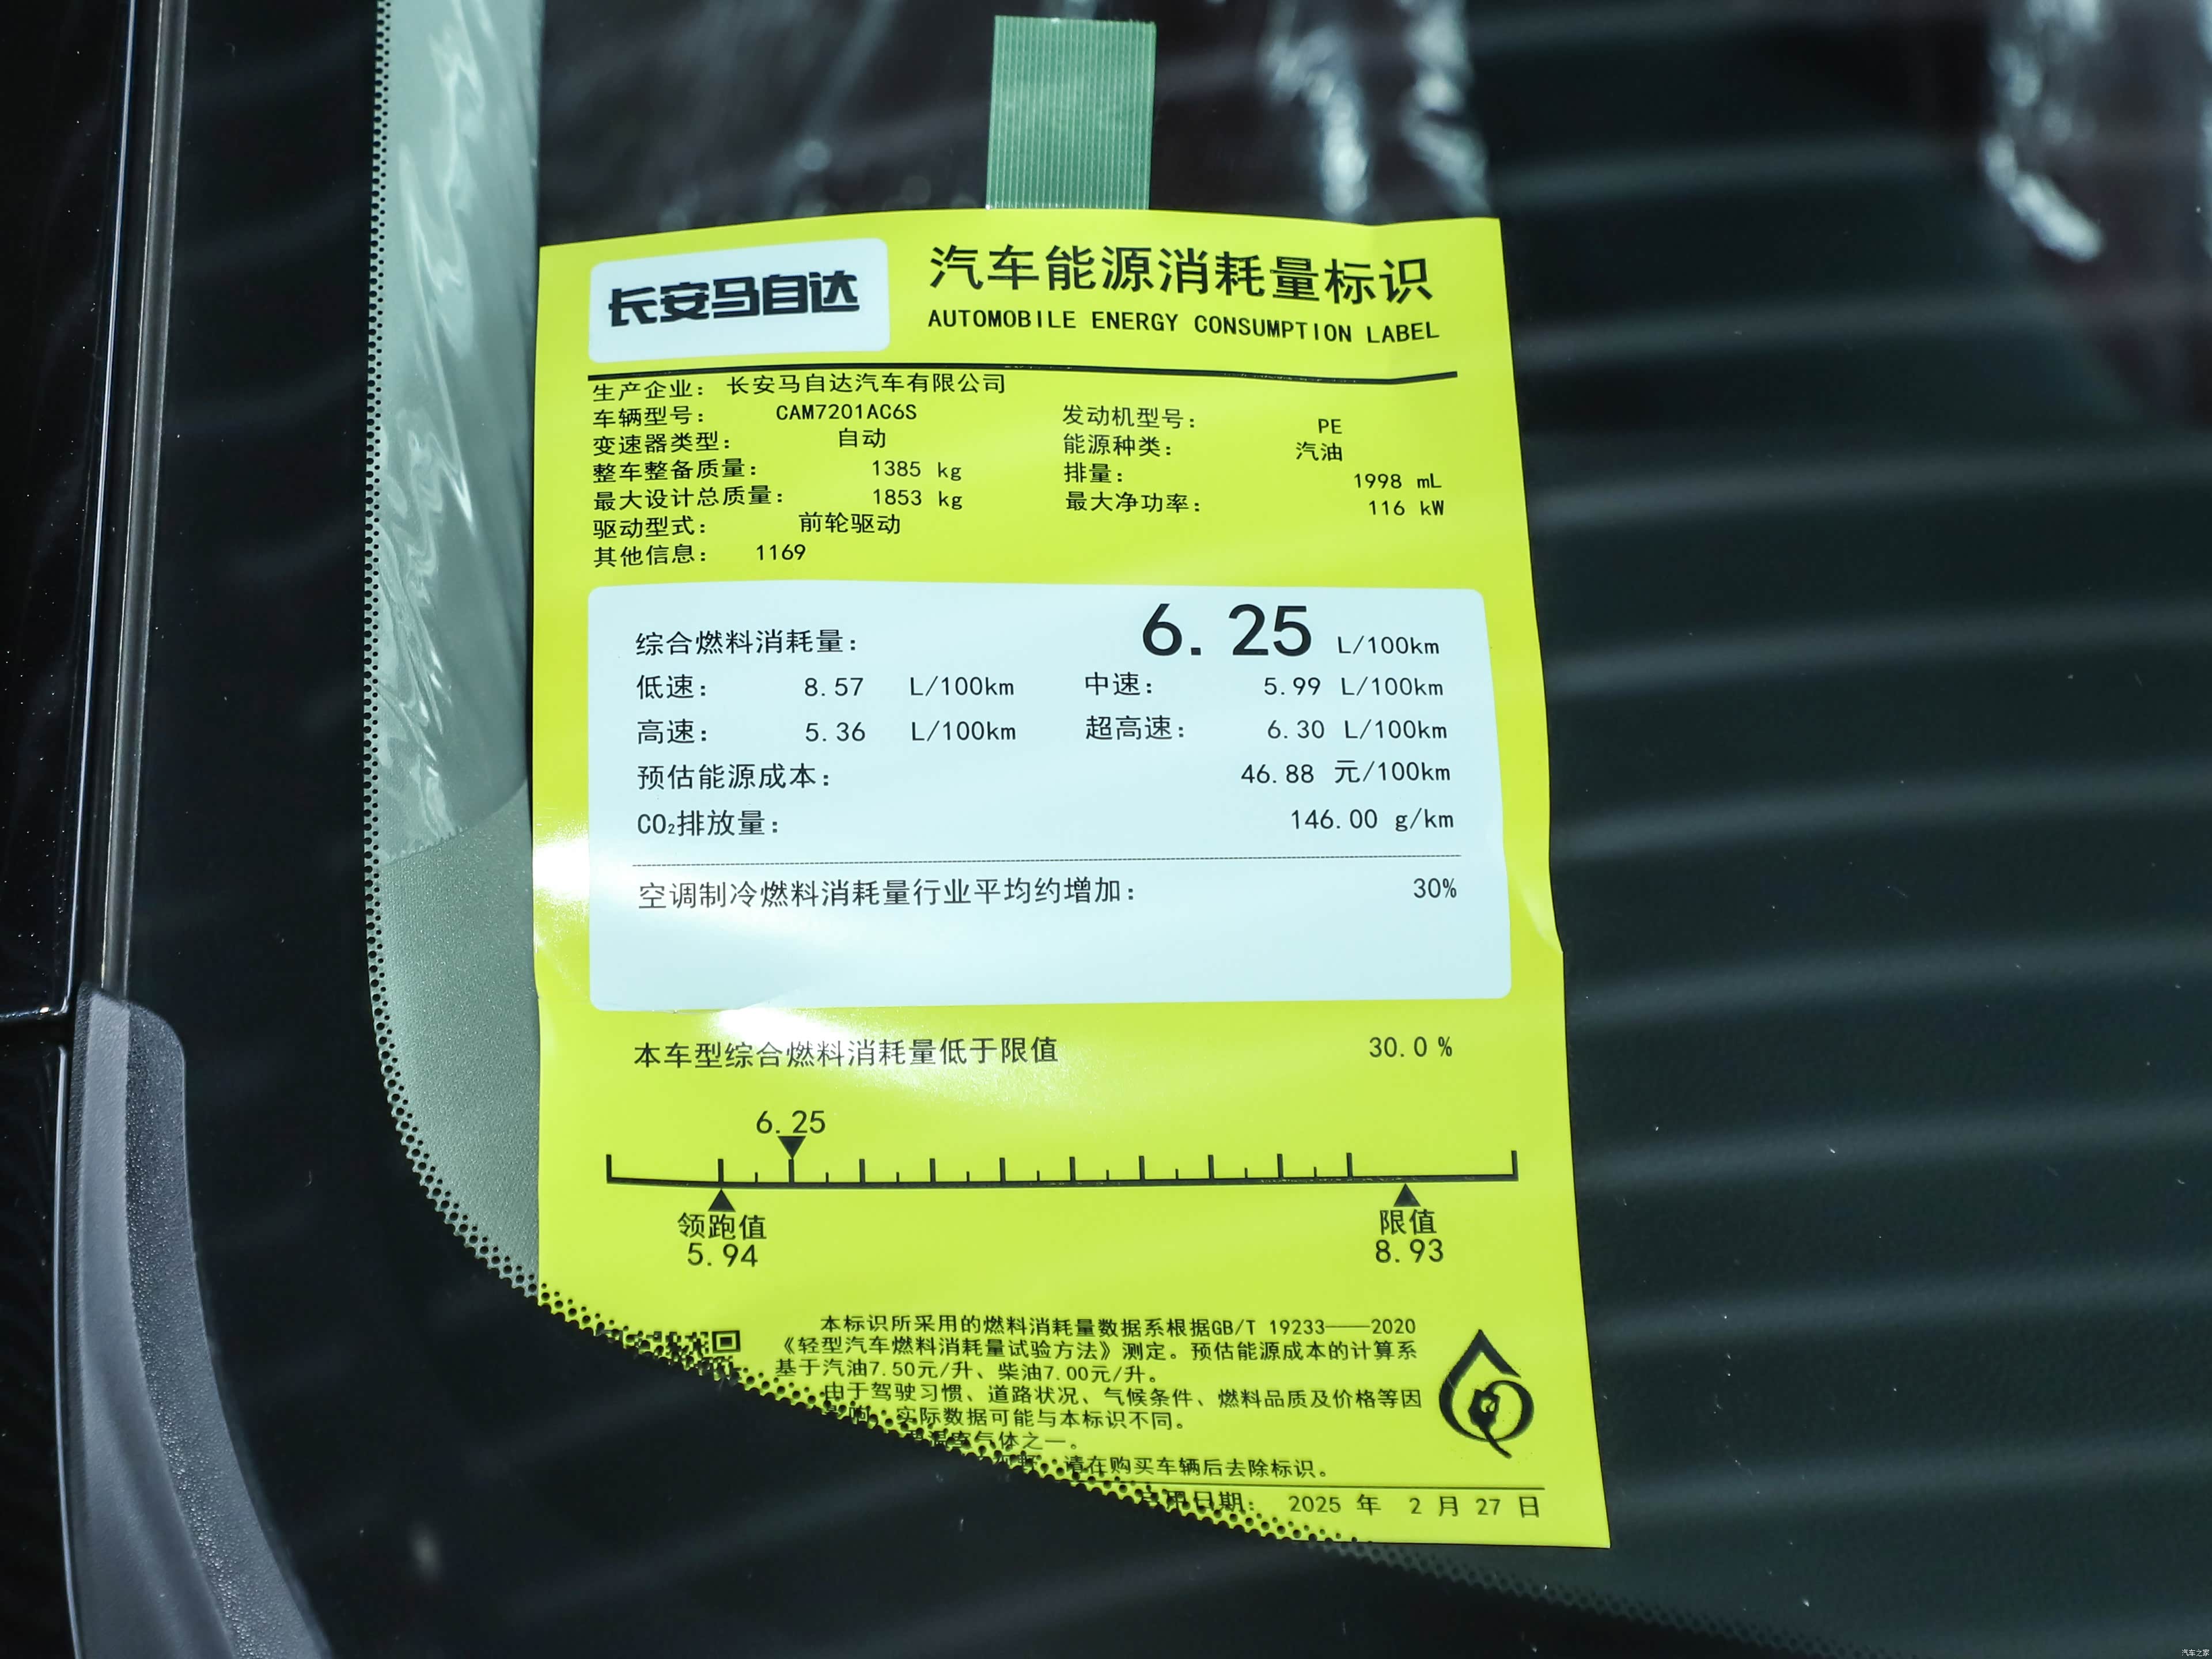 长安马自达
汽车能源消耗量标识
AUTOMOBILE ENERGY CONSUMPTION LABEL
生产企业： 长安马自达汽车有限公司
车辆型号： CAM7201AC6S 发动机型号： PE
变速器类型： 自动 能源种类： 汽油
整车整备质量： 1385 kg 排量： 1998 mL
最大设计总质量： 1853 kg 最大净功率： 116 kW
驱动型式： 前轮驱动
其他信息： 1169
综合燃料消耗量： 6.25 L/100km
低速： 8.57 L/100km 中速： 5.99 L/100km
高速： 5.36 L/100km 超高速： 6.30 L/100km
预估能源成本： 46.88 元/100km
CO₂排放量： 146.00 g/km
空调制冷燃料消耗量行业平均约增加： 30%
本车型综合燃料消耗量低于限值 30.0 %
6.25
领跑值 限值
5.94 8.93
本标识所采用的燃料消耗量数据系根据GB/T 19233——2020
《轻型汽车燃料消耗量试验方法》测定。预估能源成本的计算系
基于汽油7.50元/升、柴油7.00元/升。
由于驾驶习惯、道路状况、气候条件、燃料品质及价格等因
实际数据可能与本标识不同。
气体之一。
请在购买车辆后去除标识。
日期： 2025 年 2 月 27 日
汽车之家